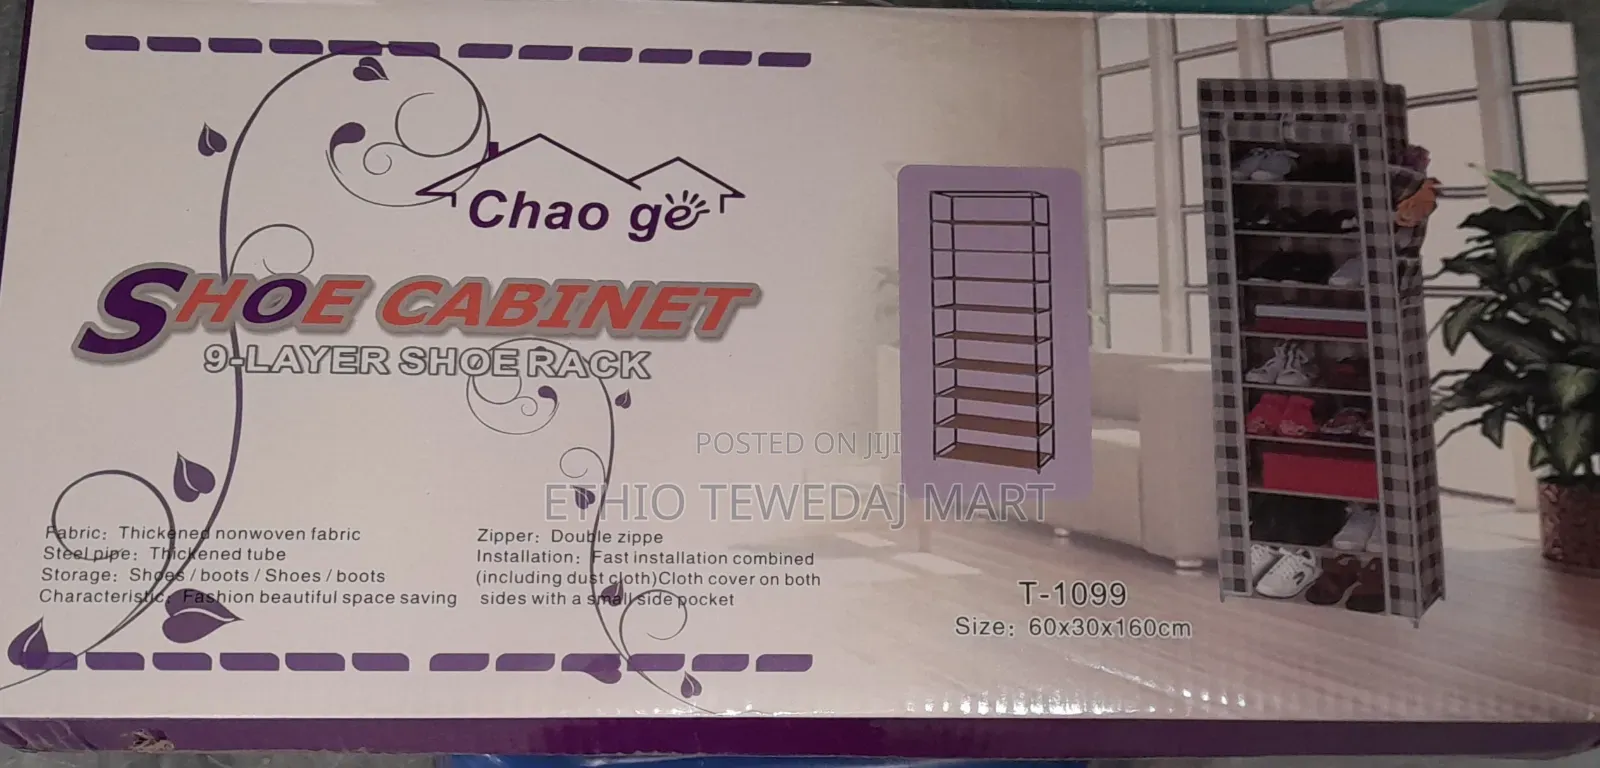 Chao ge
SHOE CABINET
9-LAYER SHOE RACK
POSTED ON JIJI
ETHIO TEWEDAJ MART
Fabric: Thickened nonwoven fabric
Steel pipe: Thickened tube
Storage: Shoes / boots / Shoes / boots
Characteristic: Fashion beautiful space saving
Zipper: Double zippe
Installation: Fast installation combined
(including dust cloth)Cloth cover on both
sides with a small side pocket
T-1099
Size: 60x30x160cm